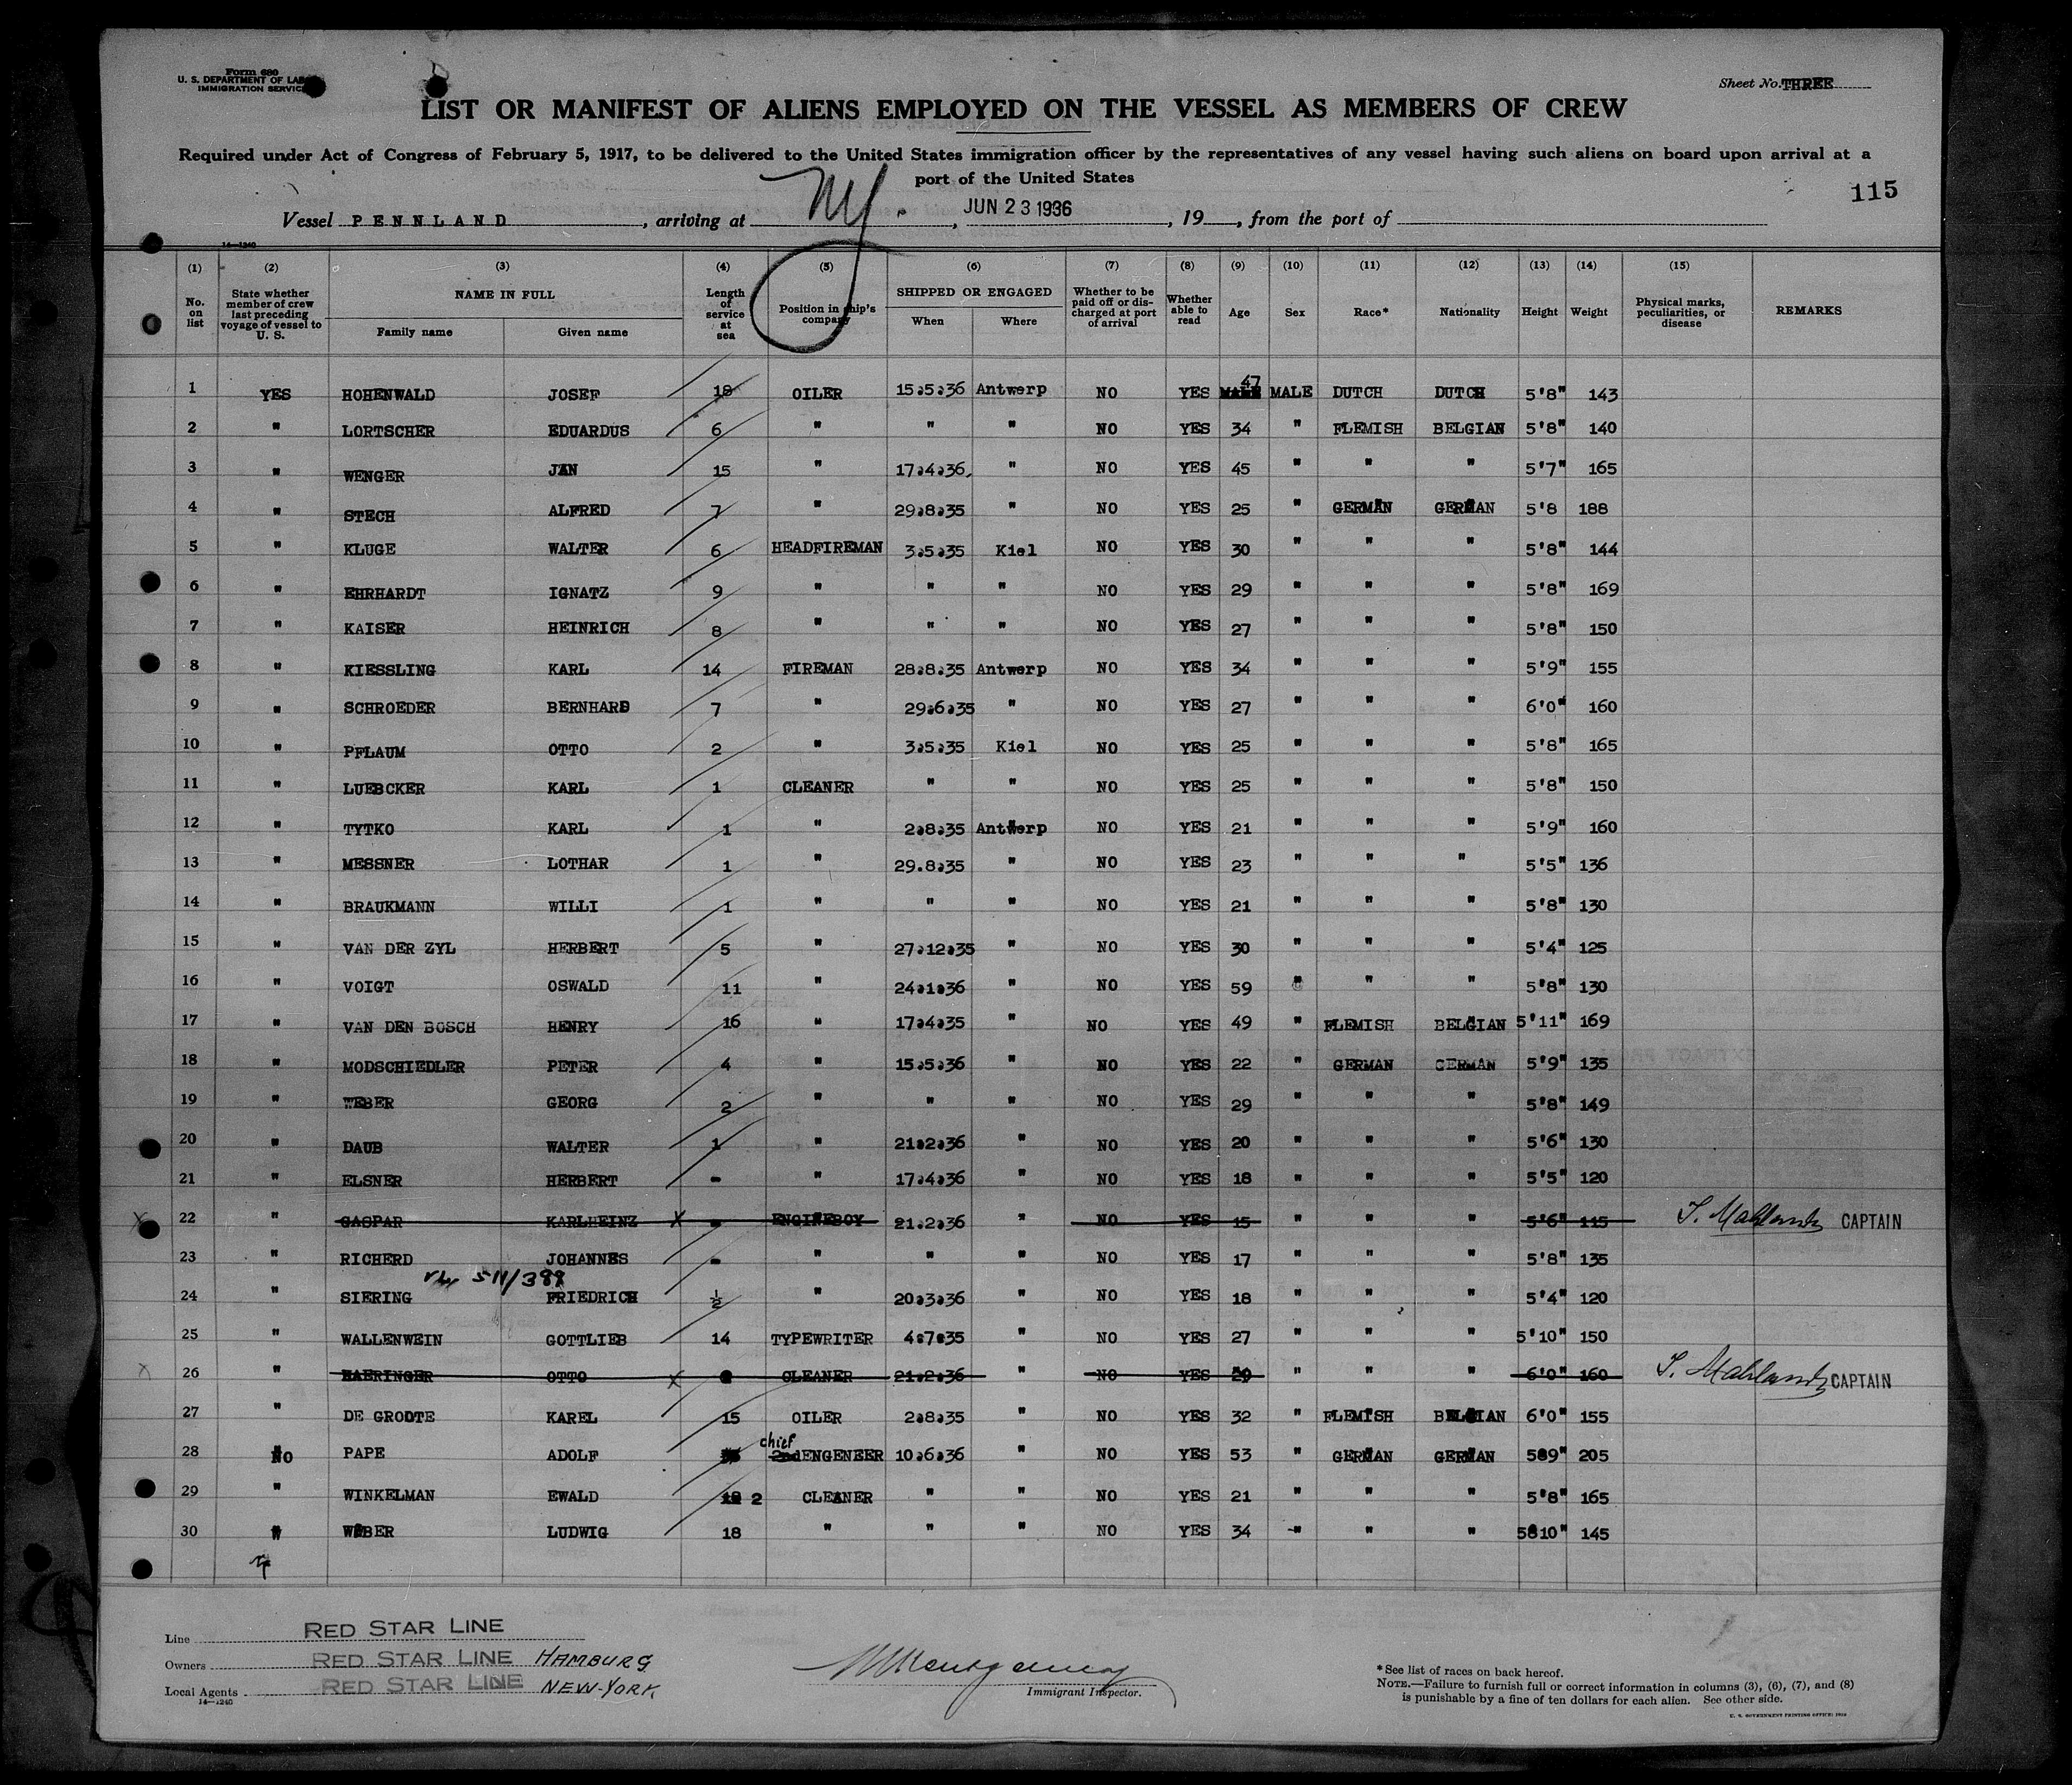 Form 680
U. S. DEPARTMENT OF LABOR
IMMIGRATION SERVICE
Sheet No. THREE
LIST OR MANIFEST OF ALIENS EMPLOYED ON THE VESSEL AS MEMBERS OF CREW
Required under Act of Congress of February 5, 1917, to be delivered to the United States immigration officer by the representatives of any vessel having such aliens on board upon arrival at a
port of the United States
115
Vessel PENNLAND, arriving at NY., JUN 23 1936, 19, from the port of
14—1240
(1) (2) (3) (4) (5) (6) (7) (8) (9) (10) (11) (12) (13) (14) (15)
No. on list | State whether member of crew last preceding voyage of vessel to U. S. | NAME IN FULL Family name Given name | Length of service at sea | Position in ship's company | SHIPPED OR ENGAGED When Where | Whether to be paid off or discharged at port of arrival | Whether able to read | Age | Sex | Race* | Nationality | Height | Weight | Physical marks, peculiarities, or disease | REMARKS
1 YES HOHENWALD JOSEF 18 OILER 15.5.36 Antwerp NO YES MALE 47 MALE DUTCH DUTCH 5'8" 143
2 " LORTSCHER EDUARDUS 6 " " " NO YES 34 " FLEMISH BELGIAN 5'8" 140
3 " WENGER JAN 15 " 17.4.36, " NO YES 45 " " " 5'7" 165
4 " STECH ALFRED 7 " 29.8.35 " NO YES 25 " GERMAN GERMAN 5'8 188
5 " KLUGE WALTER 6 HEADFIREMAN 3.5.35 Kiel NO YES 30 " " " 5'8" 144
6 " EHRHARDT IGNATZ 9 " " " NO YES 29 " " " 5'8" 169
7 " KAISER HEINRICH 8 " " " NO YES 27 " " " 5'8" 150
8 " KIESSLING KARL 14 FIREMAN 28.8.35 Antwerp NO YES 34 " " " 5'9" 155
9 " SCHROEDER BERNHARD 7 " 29.6.35 " NO YES 27 " " " 6'0" 160
10 " PFLAUM OTTO 2 " 3.5.35 Kiel NO YES 25 " " " 5'8" 165
11 " LUEBCKER KARL 1 CLEANER " " NO YES 25 " " " 5'8" 150
12 " TYTKO KARL 1 " 2.8.35 Antwerp NO YES 21 " " " 5'9" 160
13 " MESSNER LOTHAR 1 " 29.8.35 " NO YES 23 " " " 5'5" 136
14 " BRAUKMANN WILLI 1 " " " NO YES 21 " " " 5'8" 130
15 " VAN DER ZYL HERBERT 5 " 27.12.35 " NO YES 30 " " " 5'4" 125
16 " VOIGT OSWALD 11 " 24.1.36 " NO YES 59 " " " 5'8" 130
17 " VAN DEN BOSCH HENRY 16 " 17.4.35 " NO YES 49 " FLEMISH BELGIAN 5'11" 169
18 " MODSCHIEDLER PETER 4 " 15.5.36 " NO YES 22 " GERMAN GERMAN 5'9" 135
19 " WEBER GEORG 2 " " " NO YES 29 " " " 5'8" 149
20 " DAUB WALTER 1 " 21.2.36 " NO YES 20 " " " 5'6" 130
21 " ELSNER HERBERT - " 17.4.36 " NO YES 18 " " " 5'5" 120
X 22 " GASPAR KARLHEINZ X - ENGINEBOY 21.2.36 " NO YES 15 " " " 5'6" 115 CAPTAIN
23 " RICHERD JOHANNES - " " " NO YES 17 " " " 5'8" 135
511/389
24 " SIERING FRIEDRICH ½ " 20.3.36 " NO YES 18 " " " 5'4" 120
25 " WALLENWEIN GOTTLIEB 14 TYPEWRITER 4.7.35 " NO YES 27 " " " 5'10" 150
X 26 " HAERINGER OTTO X CLEANER 21.2.36 " NO YES 20 " " " 6'0" 160 CAPTAIN
27 " DE GROOTE KAREL 15 OILER 2.8.35 " NO YES 32 " FLEMISH BELGIAN 6'0" 155
28 No PAPE ADOLF chief 2nd ENGENEER 10.6.36 " NO YES 53 " GERMAN GERMAN 589" 205
29 " WINKELMAN EWALD 2 CLEANER " " NO YES 21 " " " 5'8" 165
30 " WEBER LUDWIG 18 " " " NO YES 34 " " " 5810" 145
Line RED STAR LINE
Owners RED STAR LINE HAMBURG
Local Agents RED STAR LINE NEW-YORK
14—1240
Immigrant Inspector.
*See list of races on back hereof.
NOTE.—Failure to furnish full or correct information in columns (3), (6), (7), and (8)
is punishable by a fine of ten dollars for each alien. See other side.